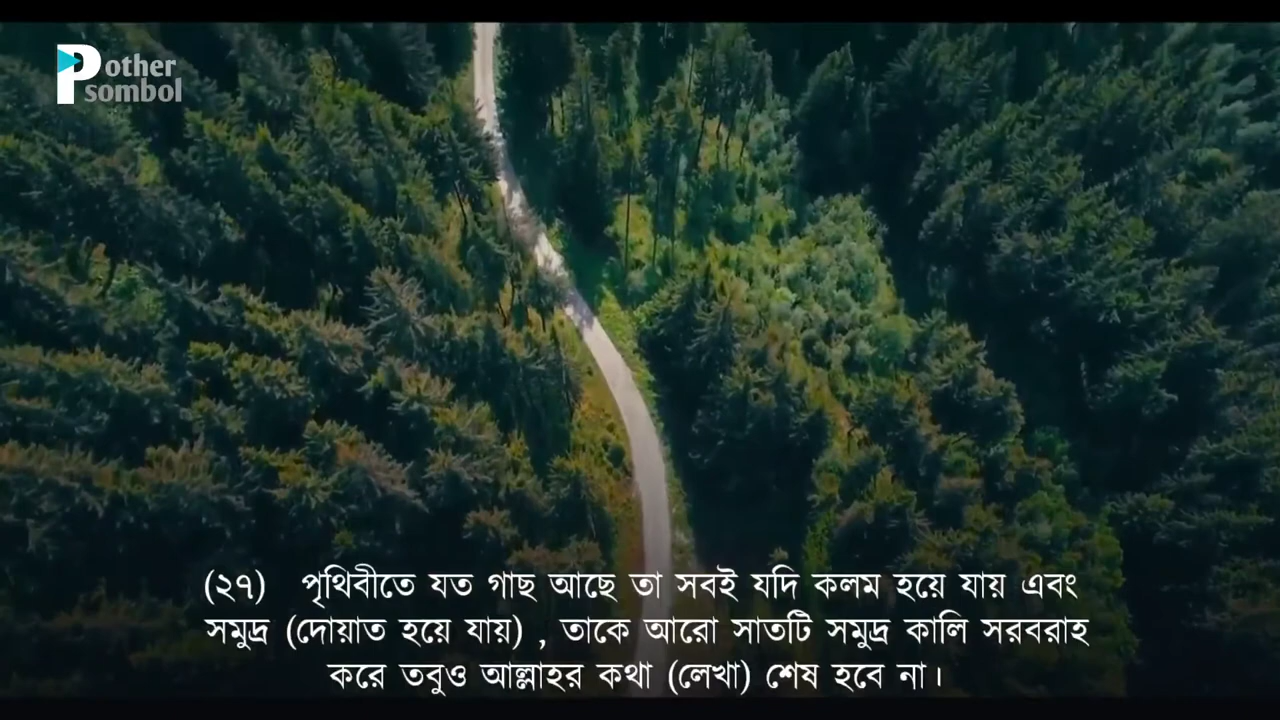 Pother
sombol
(২৭) পৃথিবীতে যত গাছ আছে তা সবই যদি কলম হয়ে যায় এবং
সমুদ্র (দোয়াত হয়ে যায়) , তাকে আরো সাতটি সমুদ্র কালি সরবরাহ
করে তবুও আল্লাহর কথা (লেখা) শেষ হবে না।